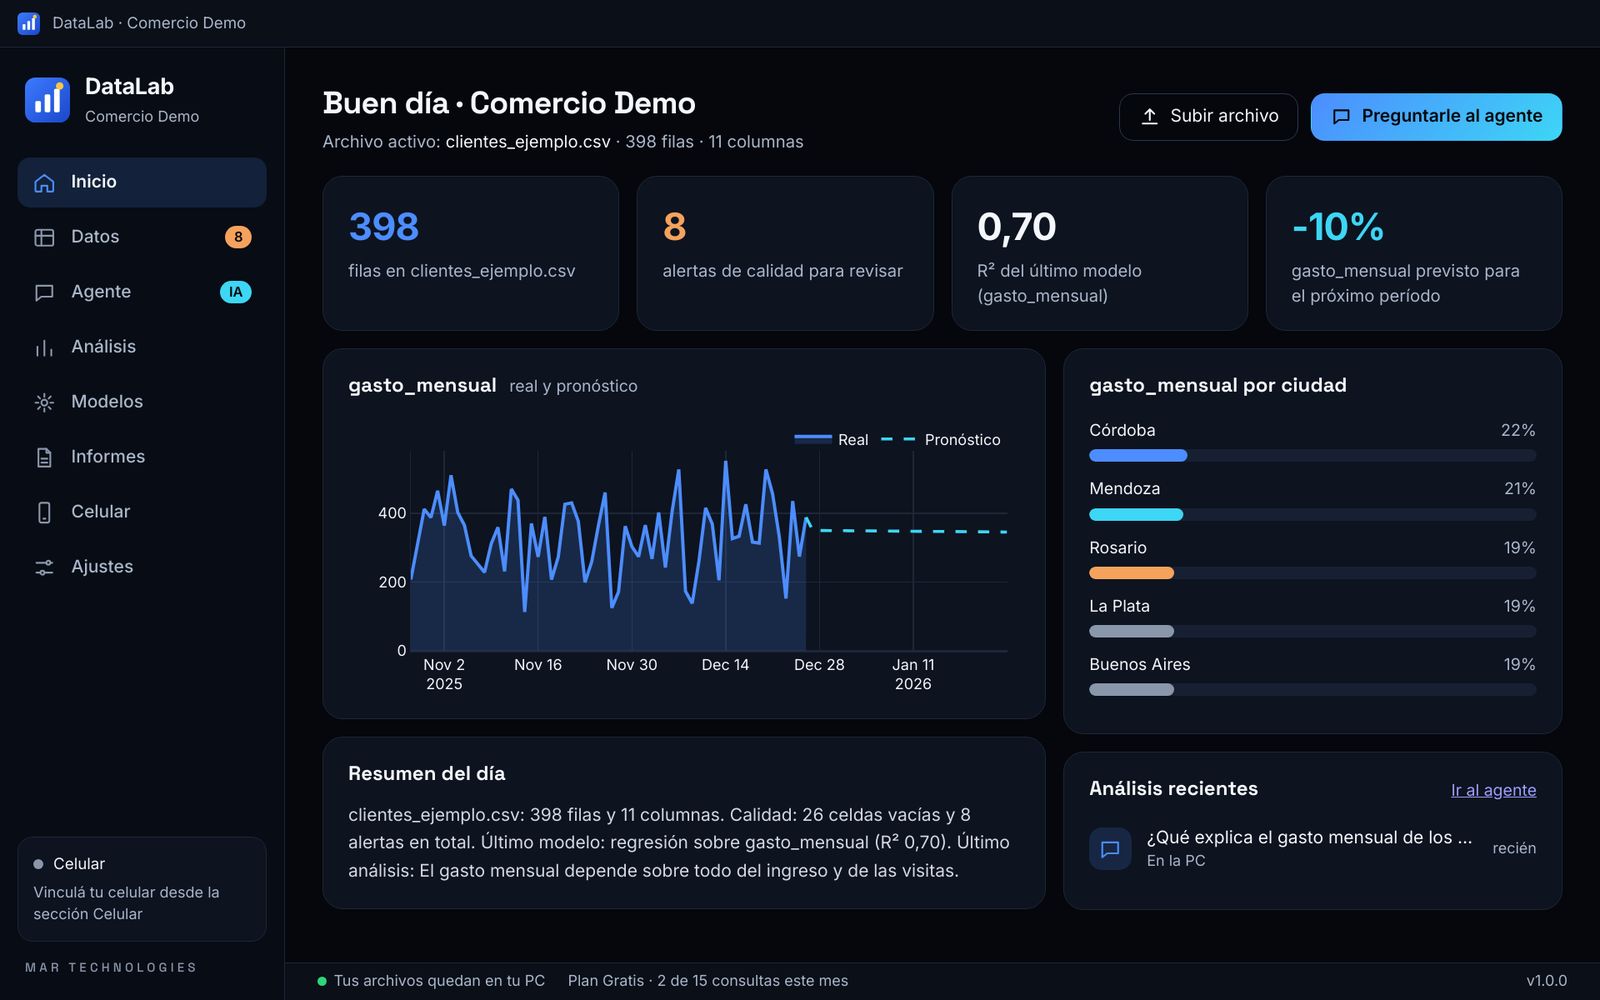 DataLab · Comercio Demo
DataLab
Comercio Demo
Inicio
Datos
8
Agente
IA
Análisis
Modelos
Informes
Celular
Ajustes
Celular
Vinculá tu celular desde la
sección Celular
MAR TECHNOLOGIES
Buen día · Comercio Demo
Archivo activo: clientes_ejemplo.csv · 398 filas · 11 columnas
Subir archivo
Preguntarle al agente
398
filas en clientes_ejemplo.csv
8
alertas de calidad para revisar
0,70
R² del último modelo
(gasto_mensual)
-10%
gasto_mensual previsto para
el próximo período
gasto_mensual real y pronóstico
Real
Pronóstico
400
200
0
Nov 2
2025
Nov 16
Nov 30
Dec 14
Dec 28
Jan 11
2026
gasto_mensual por ciudad
Córdoba 22%
Mendoza 21%
Rosario 19%
La Plata 19%
Buenos Aires 19%
Resumen del día
clientes_ejemplo.csv: 398 filas y 11 columnas. Calidad: 26 celdas vacías y 8
alertas en total. Último modelo: regresión sobre gasto_mensual (R² 0,70). Último
análisis: El gasto mensual depende sobre todo del ingreso y de las visitas.
Análisis recientes
Ir al agente
¿Qué explica el gasto mensual de los ...
En la PC
recién
Tus archivos quedan en tu PC
Plan Gratis · 2 de 15 consultas este mes
v1.0.0